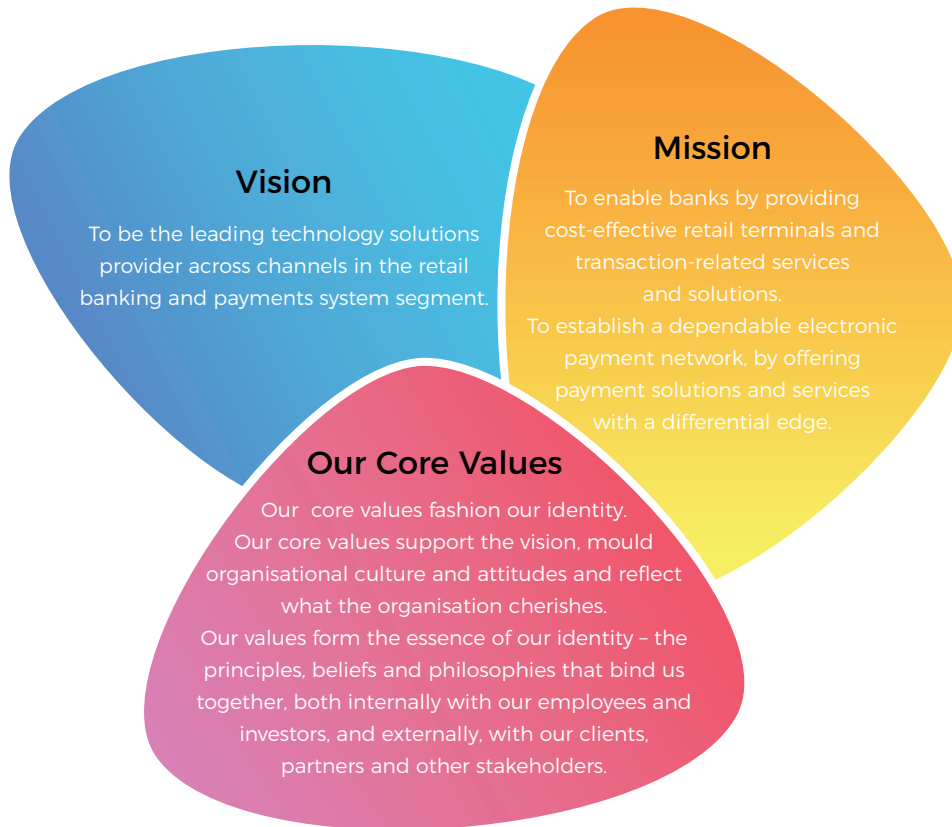 Vision
To be the leading technology solutions
provider across channels in the retail
banking and payments system segment.
Mission
To enable banks by providing
cost-effective retail terminals and
transaction-related services
and solutions.
To establish a dependable electronic
payment network, by offering
payment solutions and services
with a differential edge.
Our Core Values
Our core values fashion our identity.
Our core values support the vision, mould
organisational culture and attitudes and reflect
what the organisation cherishes.
Our values form the essence of our identity – the
principles, beliefs and philosophies that bind us
together, both internally with our employees and
investors, and externally, with our clients,
partners and other stakeholders.